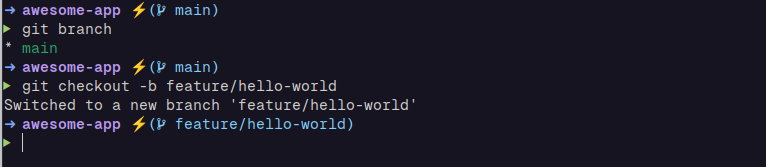 ➜ awesome-app ⚡( main)
▶ git branch
* main
➜ awesome-app ⚡( main)
▶ git checkout -b feature/hello-world
Switched to a new branch 'feature/hello-world'
➜ awesome-app ⚡( feature/hello-world)
▶